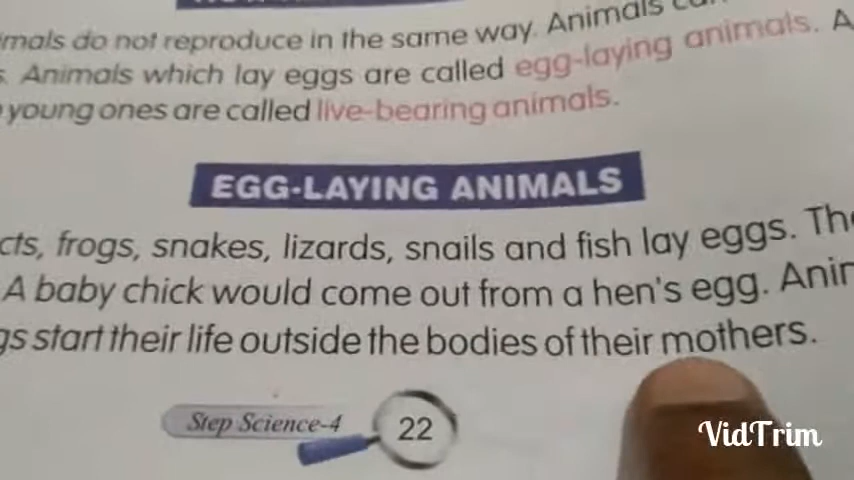 mals do not reproduce in the same way. Animals
Animals which lay eggs are called egg-laying animals. A
young ones are called live-bearing animals.
EGG-LAYING ANIMALS
cts, frogs, snakes, lizards, snails and fish lay eggs. The
A baby chick would come out from a hen's egg. Anim
gs start their life outside the bodies of their mothers.
Step Science-4
22
VidTrim